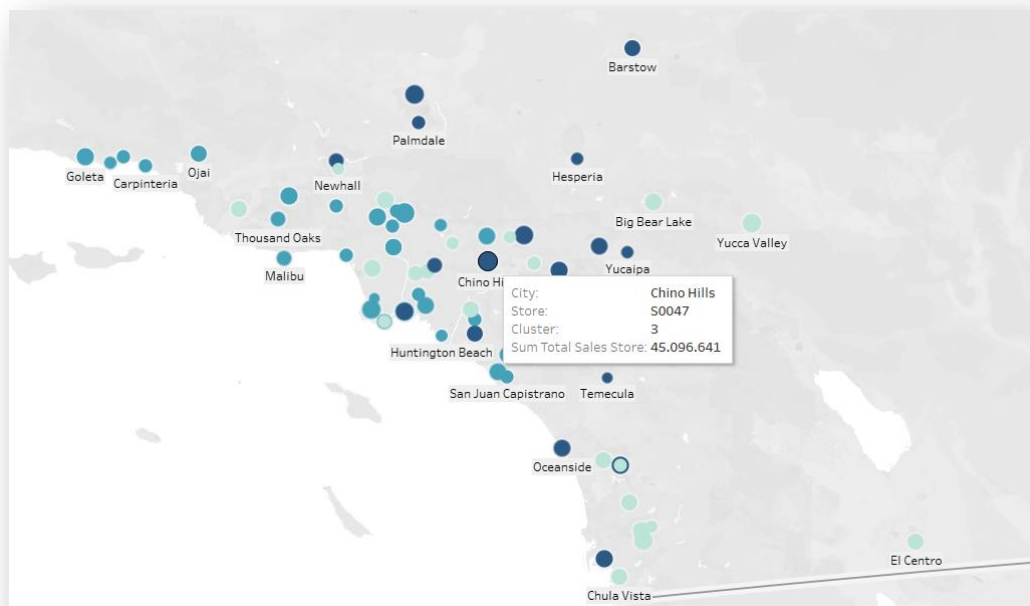 Barstow
Palmdale
Goleta
Carpinteria
Ojai
Newhall
Hesperia
Big Bear Lake
Yucca Valley
Thousand Oaks
Malibu
Yucaipa
Chino Hi
City: Chino Hills
Store: S0047
Cluster: 3
Sum Total Sales Store: 45.096.641
Huntington Beach
San Juan Capistrano
Temecula
Oceanside
El Centro
Chula Vista